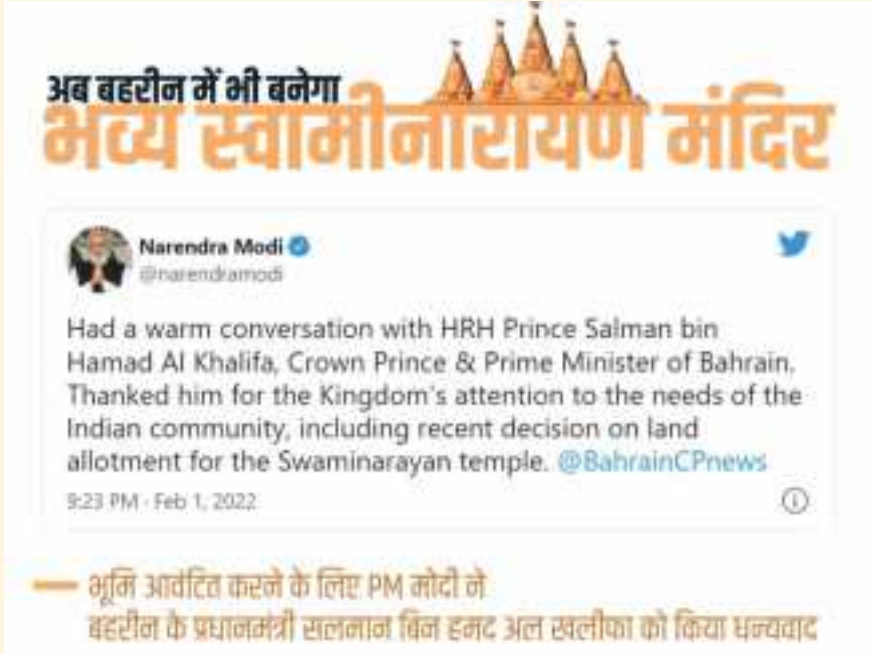 अब बहरीन में भी बनेगा
भव्य स्वामीनारायण मंदिर
Narendra Modi
@narendramodi
Had a warm conversation with HRH Prince Salman bin
Hamad Al Khalifa, Crown Prince & Prime Minister of Bahrain.
Thanked him for the Kingdom's attention to the needs of the
Indian community, including recent decision on land
allotment for the Swaminarayan temple. @BahrainCPnews
9:23 PM · Feb 1, 2022
भूमि आवंटित करने के लिए PM मोदी ने
बहरीन के प्रधानमंत्री सलमान बिन हमद अल खलीफा को किया धन्यवाद